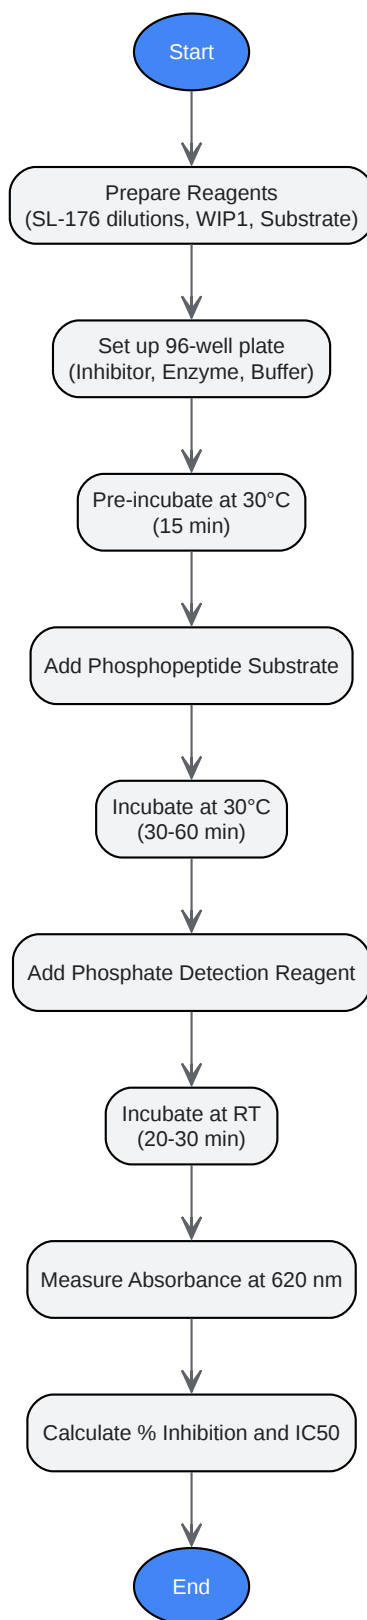 Start
Prepare Reagents
(SL-176 dilutions, WIP1, Substrate)
Set up 96-well plate
(Inhibitor, Enzyme, Buffer)
Pre-incubate at 30°C
(15 min)
Add Phosphopeptide Substrate
Incubate at 30°C
(30-60 min)
Add Phosphate Detection Reagent
Incubate at RT
(20-30 min)
Measure Absorbance at 620 nm
Calculate % Inhibition and IC50
End